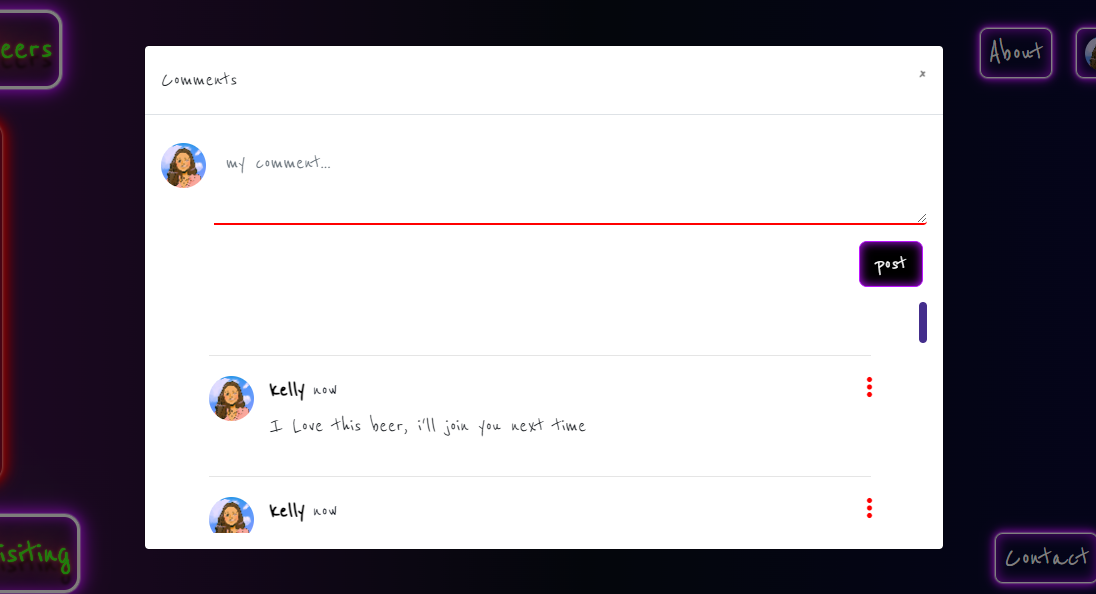 eers
About
Comments
×
my comment...
post
kelly now
I Love this beer, i'll join you next time
kelly now
isiting
Contact